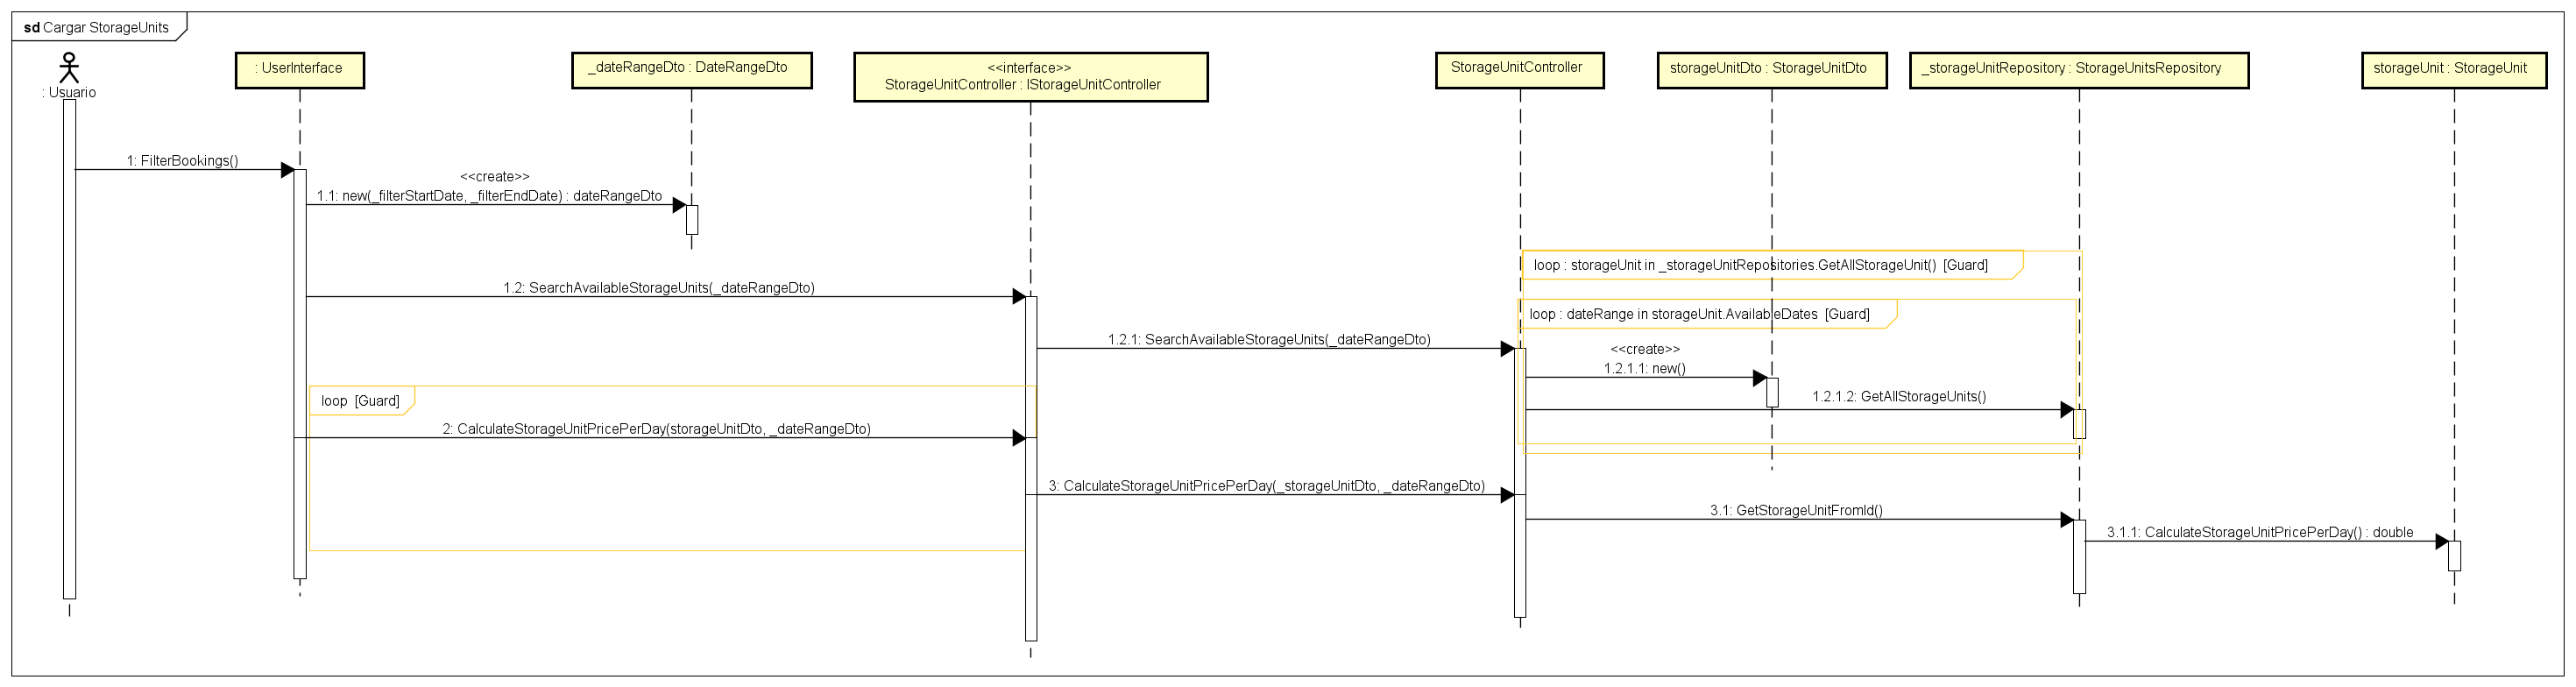 sd Cargar StorageUnits
: Usuario
: UserInterface
_dateRangeDto : DateRangeDto
<<interface>>
StorageUnitController : IStorageUnitController
StorageUnitController
storageUnitDto : StorageUnitDto
_storageUnitRepository : StorageUnitsRepository
storageUnit : StorageUnit
1: FilterBookings()
<<create>>
1.1: new(_filterStartDate, _filterEndDate) : dateRangeDto
loop : storageUnit in _storageUnitRepositories.GetAllStorageUnit() [Guard]
1.2: SearchAvailableStorageUnits(_dateRangeDto)
loop : dateRange in storageUnit.AvailableDates [Guard]
1.2.1: SearchAvailableStorageUnits(_dateRangeDto)
<<create>>
1.2.1.1: new()
1.2.1.2: GetAllStorageUnits()
loop [Guard]
2: CalculateStorageUnitPricePerDay(storageUnitDto, _dateRangeDto)
3: CalculateStorageUnitPricePerDay(_storageUnitDto, _dateRangeDto)
3.1: GetStorageUnitFromId()
3.1.1: CalculateStorageUnitPricePerDay() : double